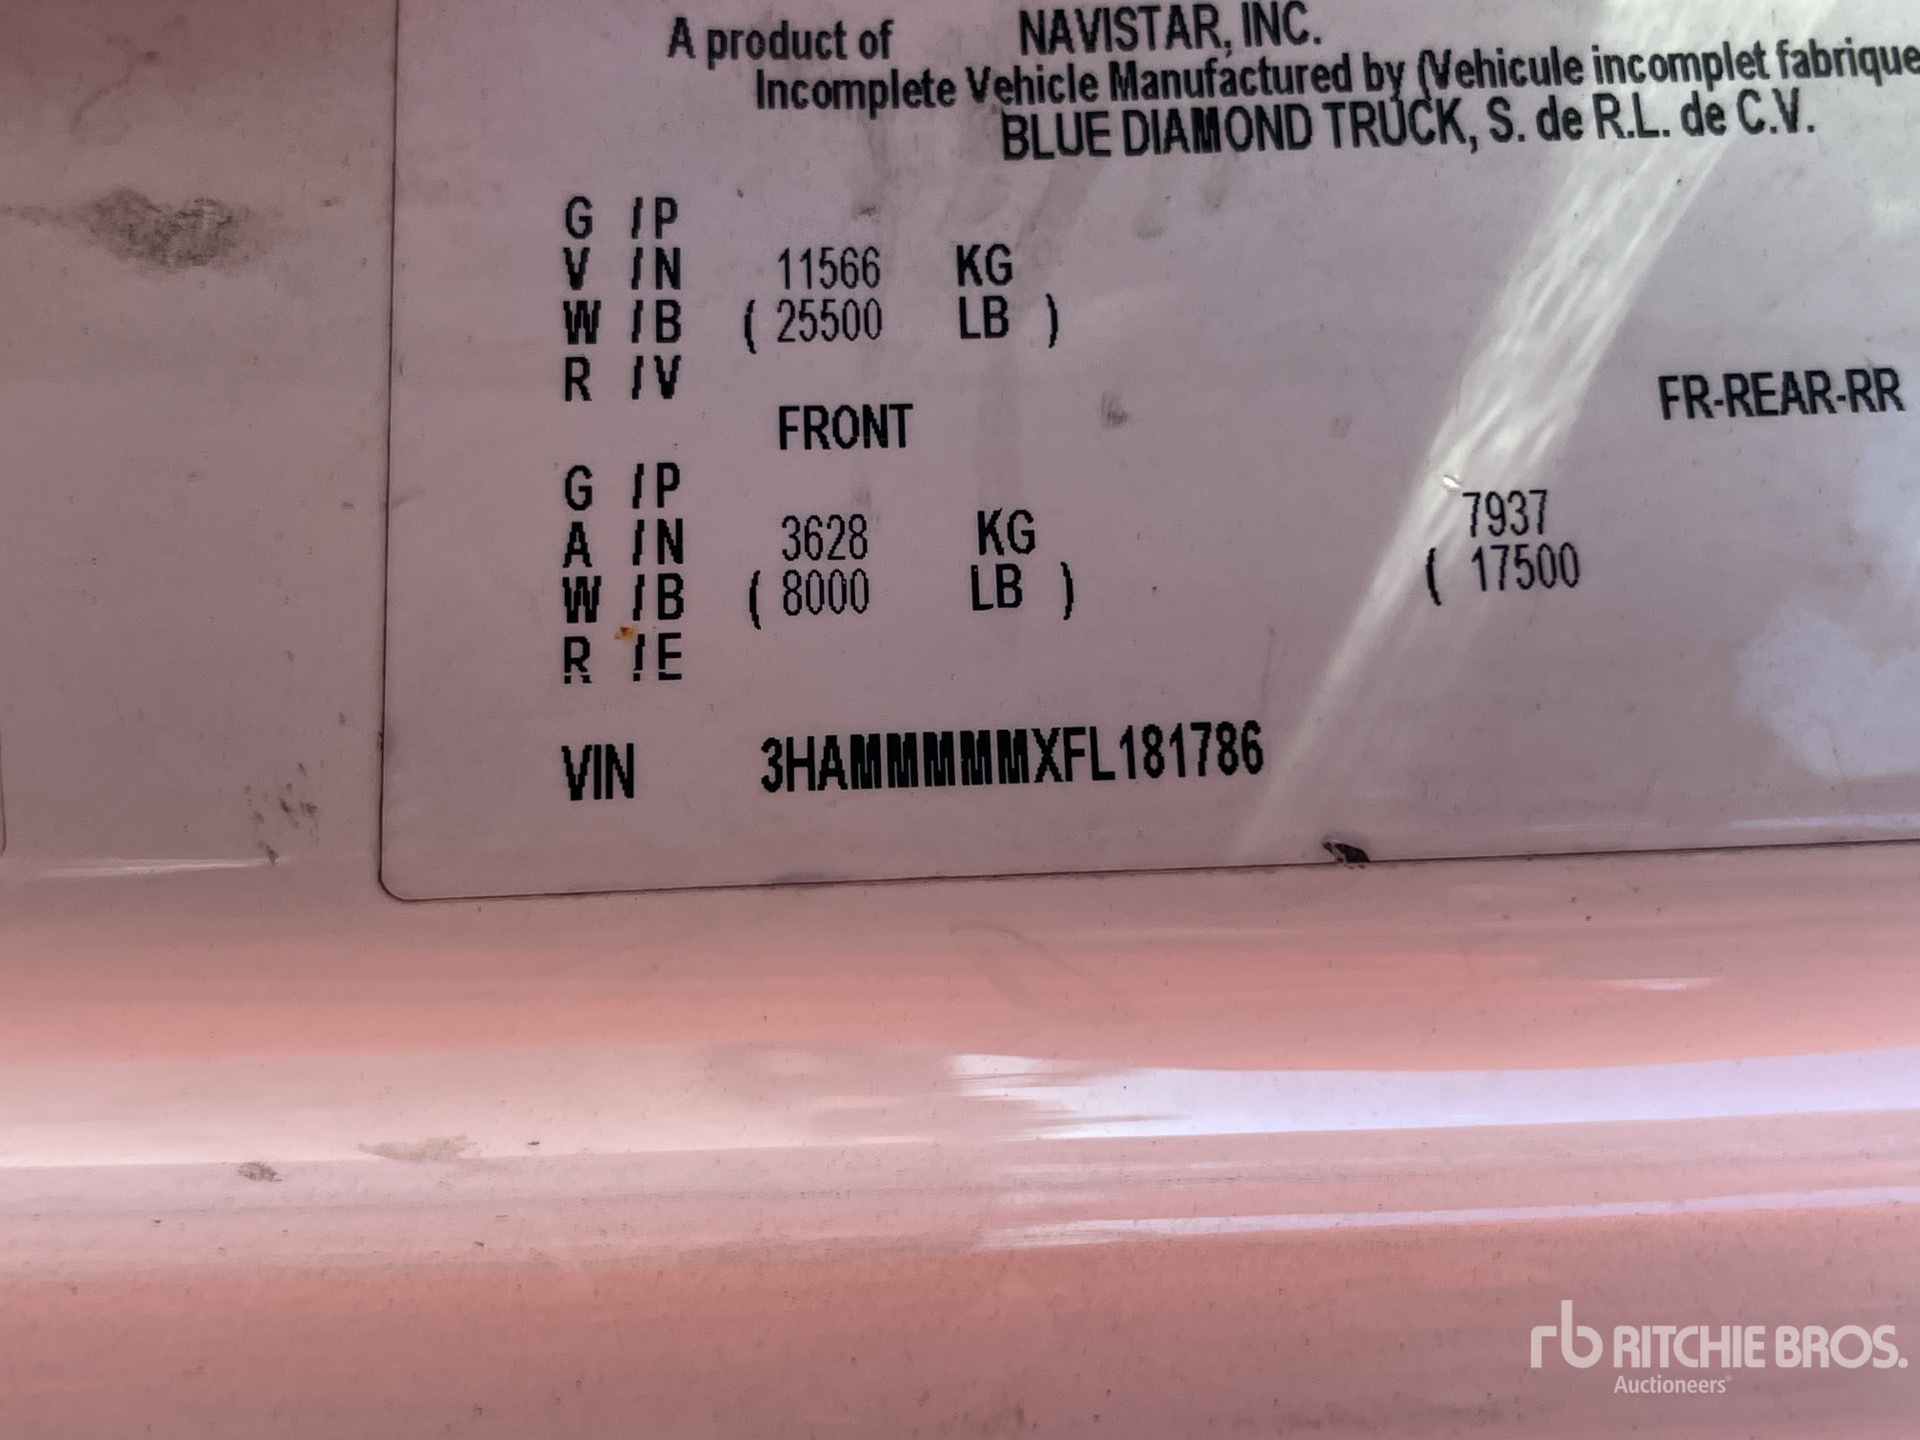 A product of NAVISTAR, INC.
Incomplete Vehicle Manufactured by (Vehicule incomplet fabrique
BLUE DIAMOND TRUCK, S. de R.L. de C.V.
G /P
V /N 11566 KG
W /B ( 25500 LB )
R /V
FRONT FR-REAR-RR
G /P
A /N 3628 KG 7937
W /B ( 8000 LB ) ( 17500
R /E
VIN 3HAMMMMMXFL181786
rb RITCHIE BROS.
Auctioneers